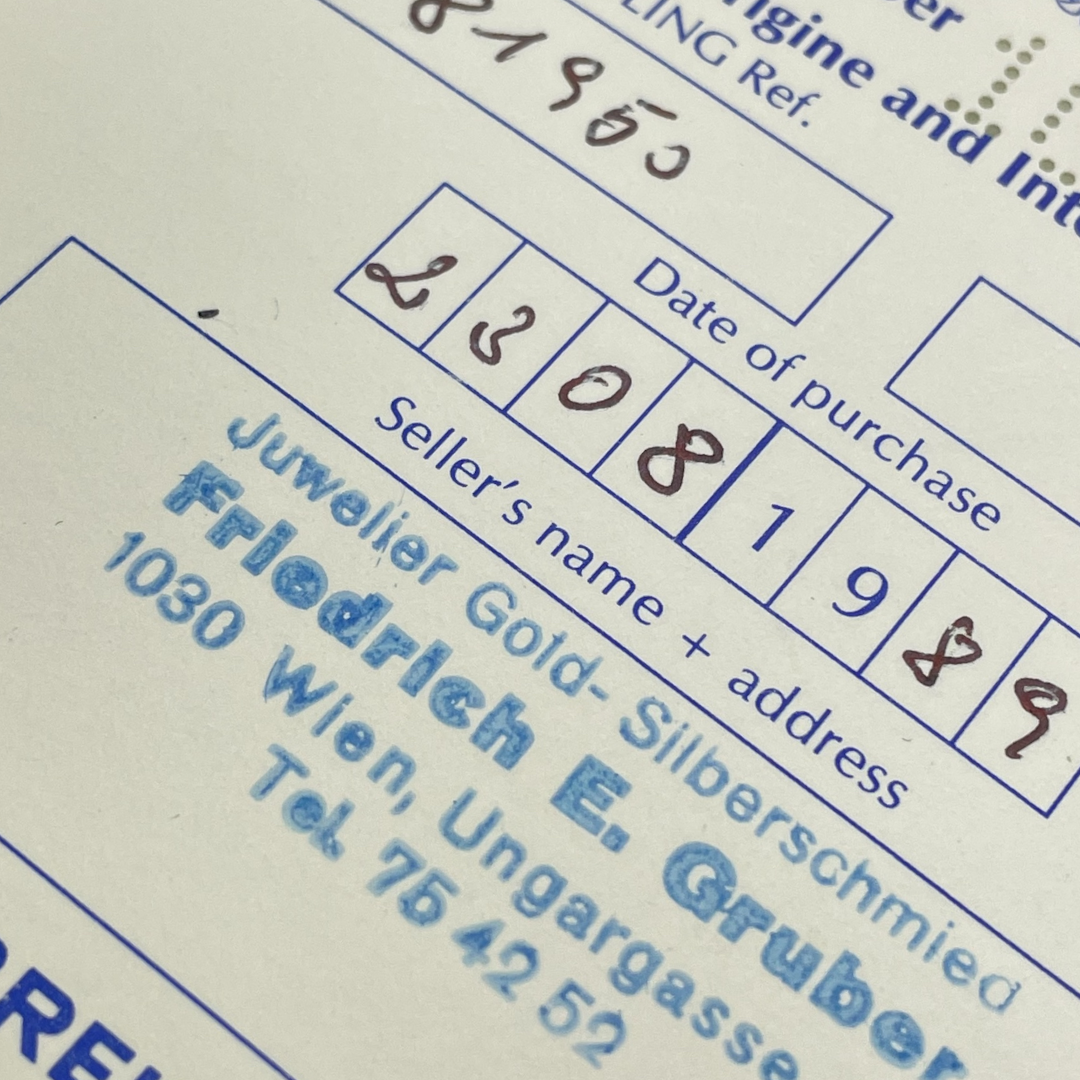 igine and Int
LING Ref.
81950
Date of purchase
23081989
Seller's name + address
Juwelier Gold- Silberschmied
Friedrich E. Gruber
1030 Wien, Ungargasse
Tel. 75 42 52